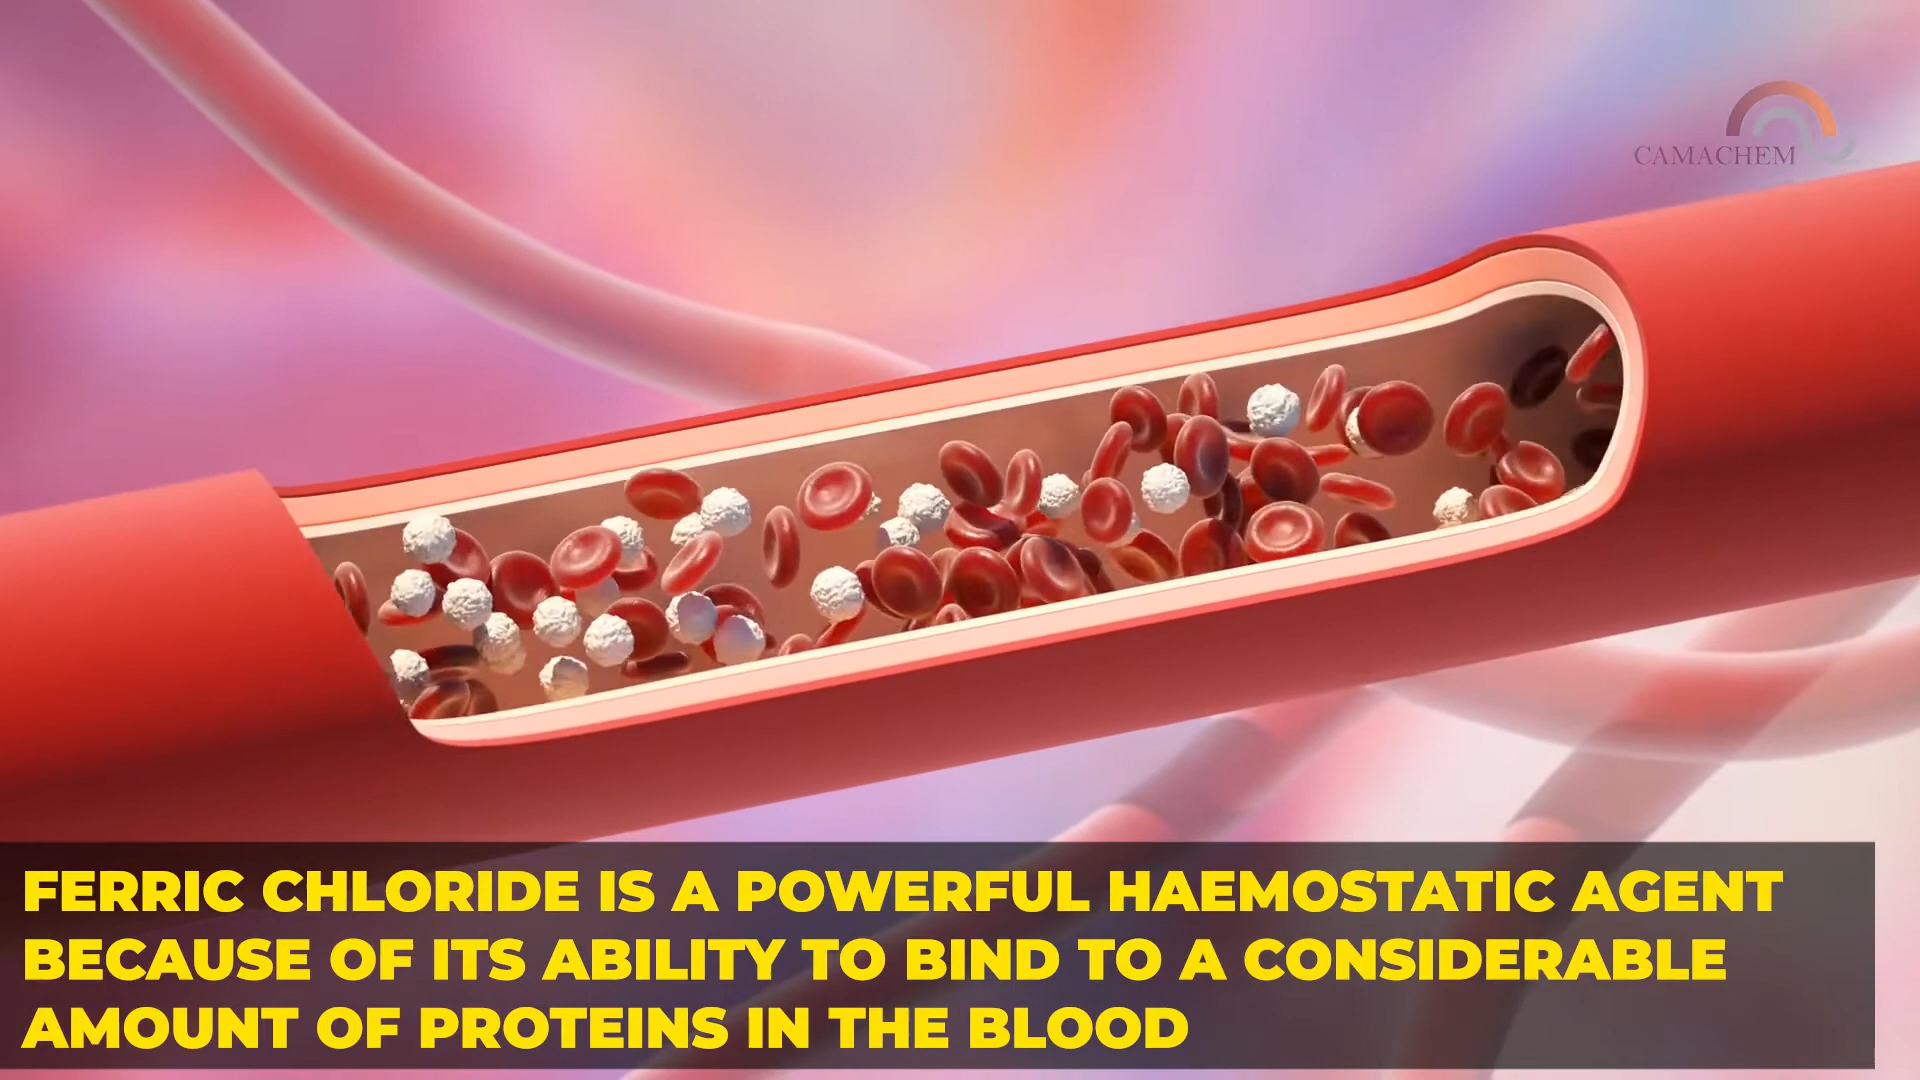 CAMACHEM
FERRIC CHLORIDE IS A POWERFUL HAEMOSTATIC AGENT
BECAUSE OF ITS ABILITY TO BIND TO A CONSIDERABLE
AMOUNT OF PROTEINS IN THE BLOOD